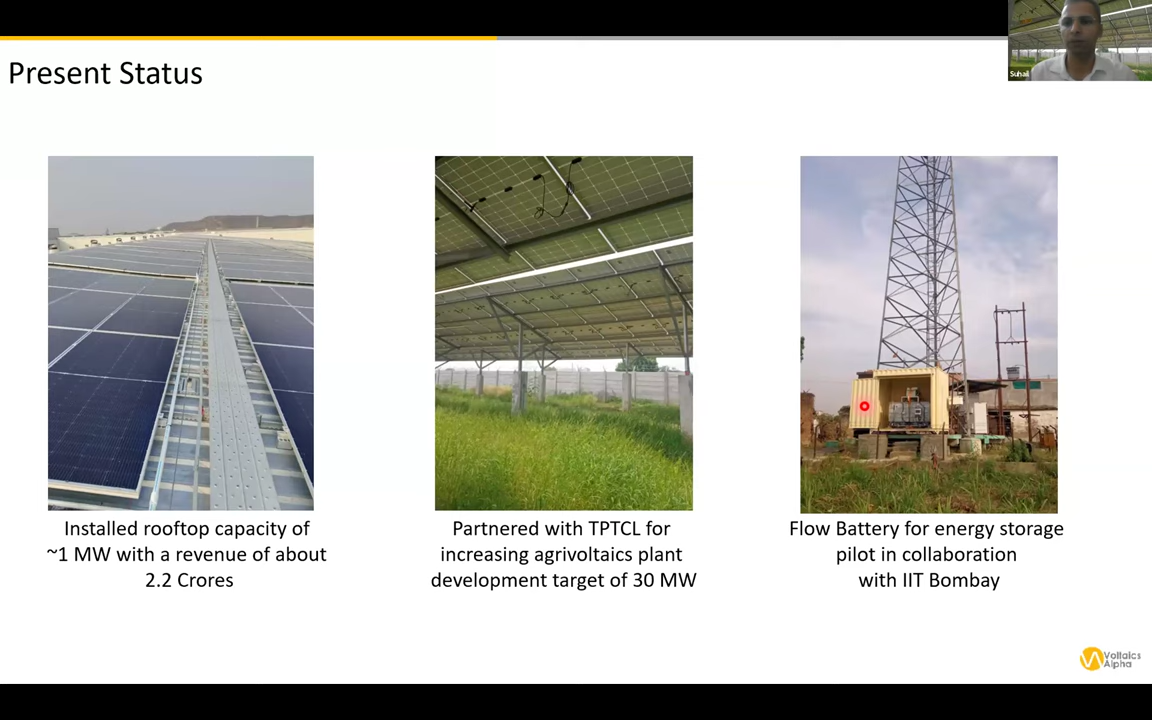 Suhail
Present Status
Installed rooftop capacity of
~1 MW with a revenue of about
2.2 Crores
Partnered with TPTCL for
increasing agrivoltaics plant
development target of 30 MW
Flow Battery for energy storage
pilot in collaboration
with IIT Bombay
Voltaics
Alpha